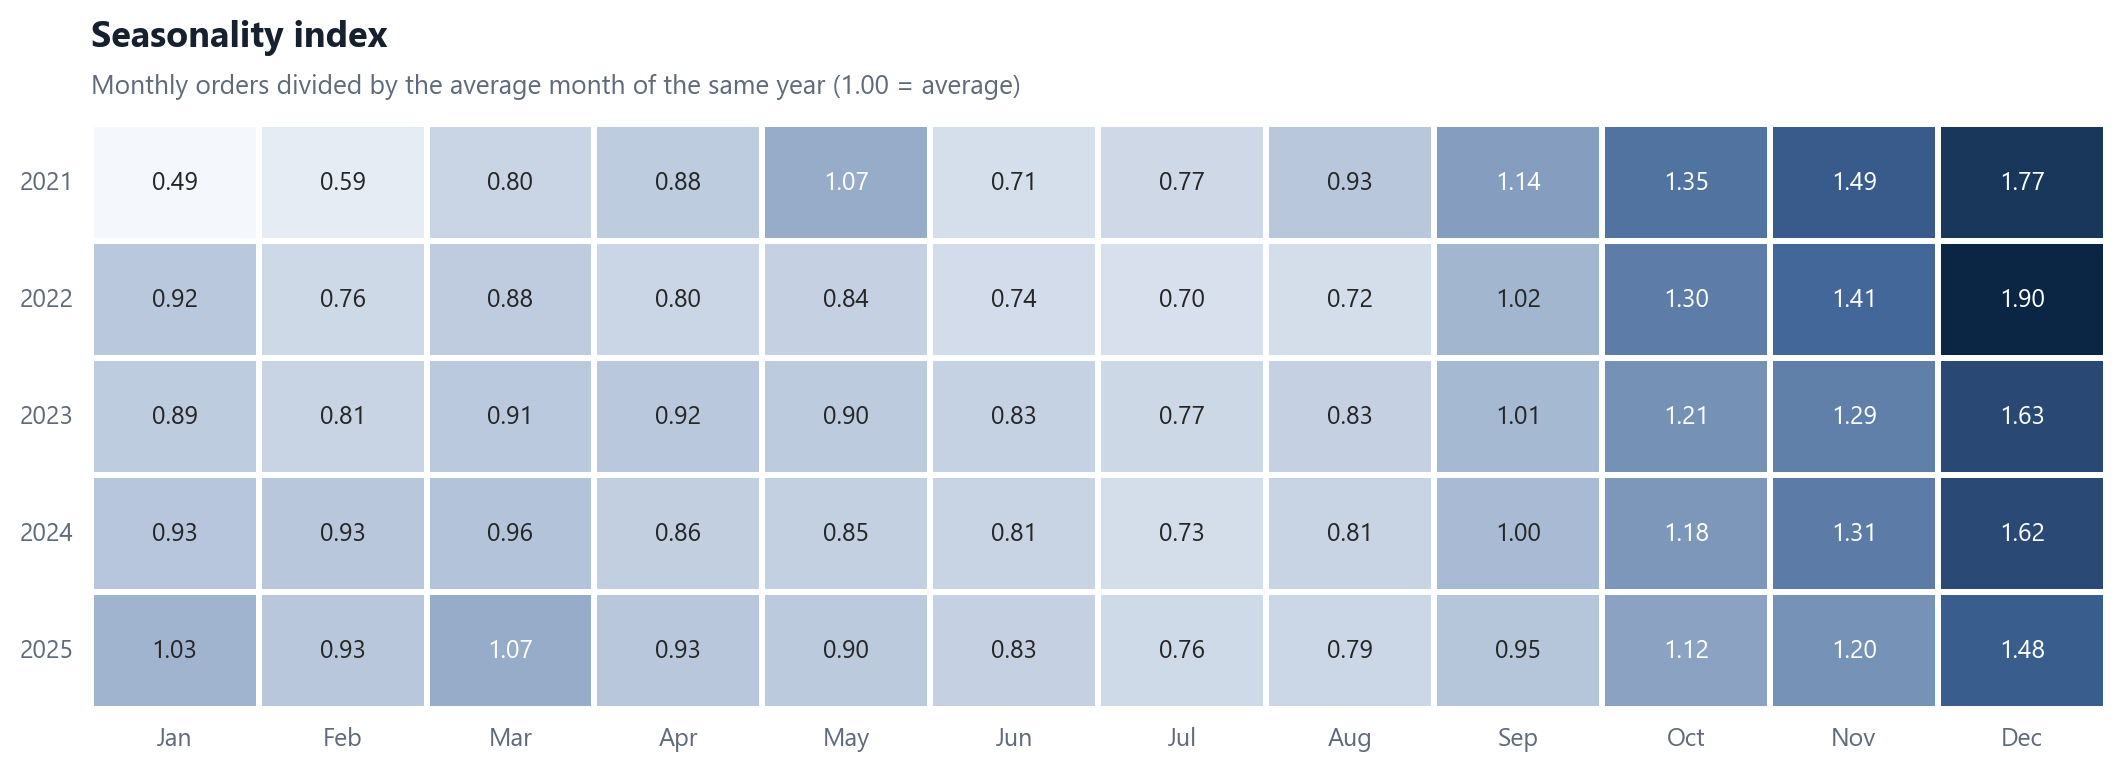 Seasonality index
Monthly orders divided by the average month of the same year (1.00 = average)
2021 0.49 0.59 0.80 0.88 1.07 0.71 0.77 0.93 1.14 1.35 1.49 1.77
2022 0.92 0.76 0.88 0.80 0.84 0.74 0.70 0.72 1.02 1.30 1.41 1.90
2023 0.89 0.81 0.91 0.92 0.90 0.83 0.77 0.83 1.01 1.21 1.29 1.63
2024 0.93 0.93 0.96 0.86 0.85 0.81 0.73 0.81 1.00 1.18 1.31 1.62
2025 1.03 0.93 1.07 0.93 0.90 0.83 0.76 0.79 0.95 1.12 1.20 1.48
Jan Feb Mar Apr May Jun Jul Aug Sep Oct Nov Dec